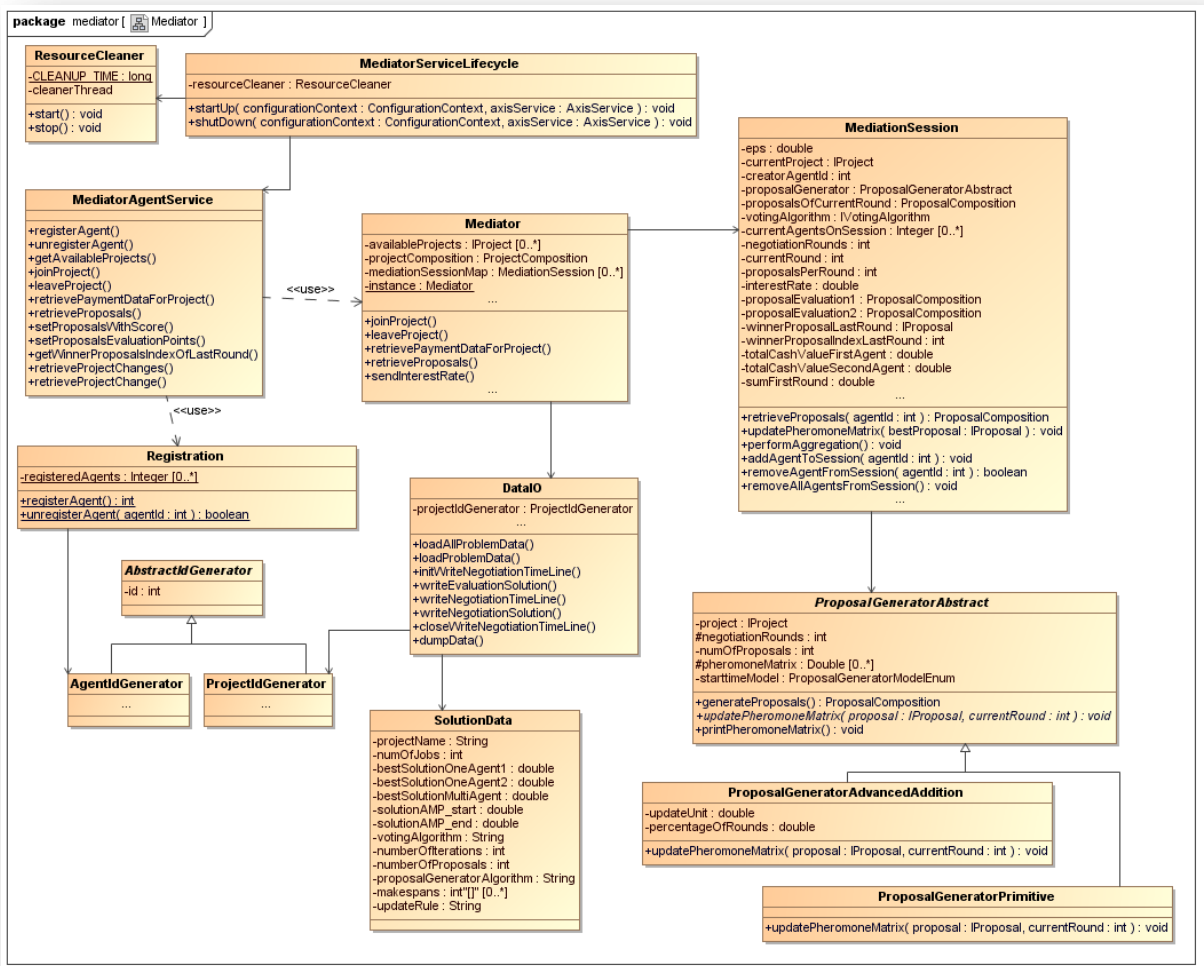 package mediator [ Mediator ]
ResourceCleaner
-CLEANUP_TIME : long
-cleanerThread
+start() : void
+stop() : void
MediatorServiceLifecycle
-resourceCleaner : ResourceCleaner
+startUp( configurationContext : ConfigurationContext, axisService : AxisService ) : void
+shutDown( configurationContext : ConfigurationContext, axisService : AxisService ) : void
MediationSession
-eps : double
-currentProject : IProject
-creatorAgentId : int
-proposalGenerator : ProposalGeneratorAbstract
-proposalsOfCurrentRound : ProposalComposition
-votingAlgorithm : IVotingAlgorithm
-currentAgentsOnSession : Integer [0..*]
-negotiationRounds : int
-currentRound : int
-proposalsPerRound : int
-interestRate : double
-proposalEvaluation1 : ProposalComposition
-proposalEvaluation2 : ProposalComposition
-winnerProposalLastRound : IProposal
-winnerProposalIndexLastRound : int
-totalCashValueFirstAgent : double
-totalCashValueSecondAgent : double
-sumFirstRound : double
...
+retrieveProposals( agentId : int ) : ProposalComposition
+updatePheromoneMatrix( bestProposal : IProposal ) : void
+performAggregation() : void
+addAgentToSession( agentId : int ) : void
+removeAgentFromSession( agentId : int ) : boolean
+removeAllAgentsFromSession() : void
...
MediatorAgentService
+registerAgent()
+unregisterAgent()
+getAvailableProjects()
+joinProject()
+leaveProject()
+retrievePaymentDataForProject()
+retrieveProposals()
+setProposalsWithScore()
+setProposalsEvaluationPoints()
+getWinnerProposalsIndexOfLastRound()
+retrieveProjectChanges()
+retrieveProjectChange()
<<use>>
Mediator
-availableProjects : IProject [0..*]
-projectComposition : ProjectComposition
-mediationSessionMap : MediationSession [0..*]
-instance : Mediator
...
+joinProject()
+leaveProject()
+retrievePaymentDataForProject()
+retrieveProposals()
+sendInterestRate()
...
<<use>>
Registration
-registeredAgents : Integer [0..*]
+registerAgent() : int
+unregisterAgent( agentId : int ) : boolean
DataIO
-projectIdGenerator : ProjectIdGenerator
...
+loadAllProblemData()
+loadProblemData()
+initWriteNegotiationTimeLine()
+writeEvaluationSolution()
+writeNegotiationTimeLine()
+writeNegotiationSolution()
+closeWriteNegotiationTimeLine()
+dumpData()
AbstractIdGenerator
-id : int
AgentIdGenerator
...
ProjectIdGenerator
...
ProposalGeneratorAbstract
-project : IProject
#negotiationRounds : int
-numOfProposals : int
#pheromoneMatrix : Double [0..*]
-starttimeModel : ProposalGeneratorModelEnum
+generateProposals() : ProposalComposition
+updatePheromoneMatrix( proposal : IProposal, currentRound : int ) : void
+printPheromoneMatrix() : void
SolutionData
-projectName : String
-numOfJobs : int
-bestSolutionOneAgent1 : double
-bestSolutionOneAgent2 : double
-bestSolutionMultiAgent : double
-solutionAMP_start : double
-solutionAMP_end : double
-votingAlgorithm : String
-numberOfIterations : int
-numberOfProposals : int
-proposalGeneratorAlgorithm : String
-makespans : int"[]" [0..*]
-updateRule : String
ProposalGeneratorAdvancedAddition
-updateUnit : double
-percentageOfRounds : double
+updatePheromoneMatrix( proposal : IProposal, currentRound : int ) : void
ProposalGeneratorPrimitive
+updatePheromoneMatrix( proposal : IProposal, currentRound : int ) : void